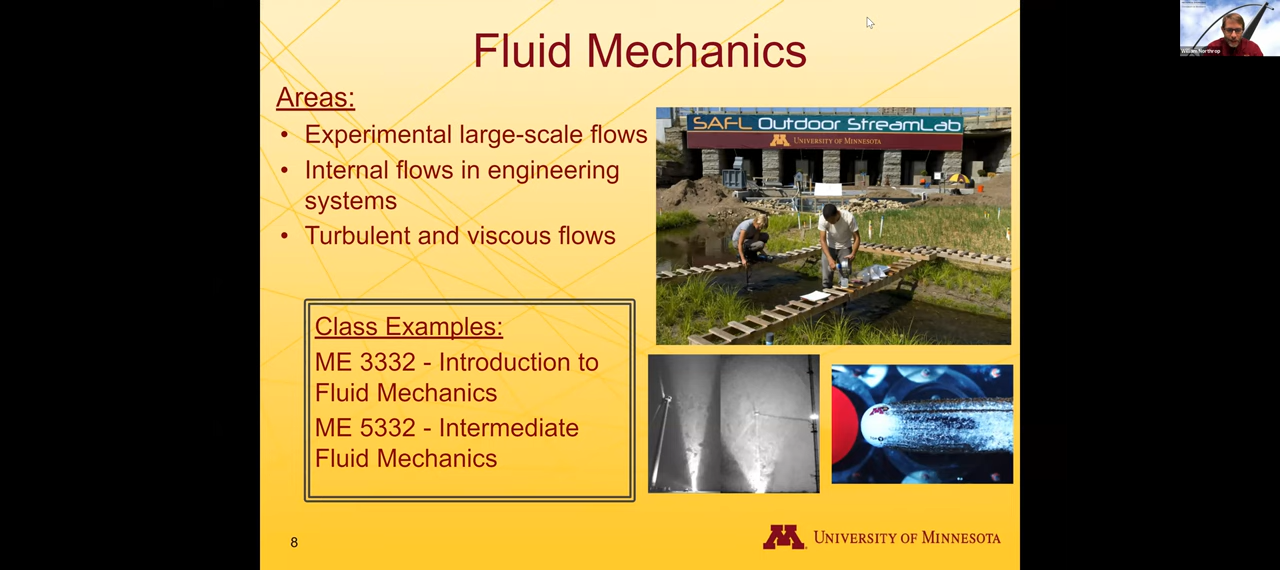 Fluid Mechanics
Areas:
• Experimental large-scale flows
• Internal flows in engineering
systems
• Turbulent and viscous flows
SAFL Outdoor StreamLab
UNIVERSITY OF MINNESOTA
Class Examples:
ME 3332 - Introduction to
Fluid Mechanics
ME 5332 - Intermediate
Fluid Mechanics
8
M UNIVERSITY OF MINNESOTA
William Northrop